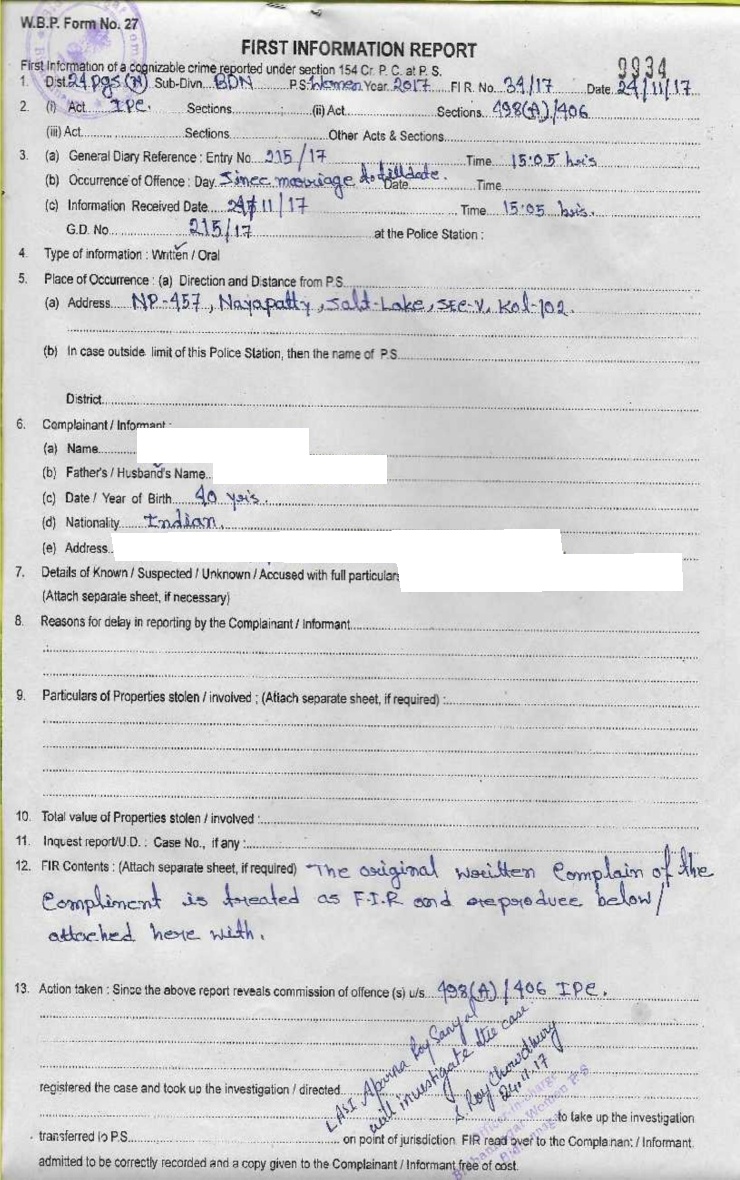 W.B.P. Form No. 27
FIRST INFORMATION REPORT
First Information of a cognizable crime reported under section 154 Cr. P. C. at P. S.
9934
1. Dist. 24 Pgs (N) Sub-Divn. BDN P.S. Women Year 2017 F I R. No. 34/17 Date 24/11/17
2. (i) Act IPC. Sections (ii) Act Sections 498(A)/406
(iii) Act Sections Other Acts & Sections
3. (a) General Diary Reference : Entry No 215/17 Time 15:05 hrs
(b) Occurrence of Offence : Day Since marriage to tilldate. Date Time
(c) Information Received Date 24/11/17 Time 15:05 hrs.
G.D. No 215/17 at the Police Station :
4. Type of information : Written / Oral
5. Place of Occurrence : (a) Direction and Distance from P.S.
(a) Address NP-457, Nayapatty, Salt-Lake, SEC-V, Kol-102.
(b) In case outside limit of this Police Station, then the name of P.S.
District
6. Complainant / Informant :
(a) Name
(b) Father's / Husband's Name
(c) Date / Year of Birth 40 yrs.
(d) Nationality Indian.
(e) Address
7. Details of Known / Suspected / Unknown / Accused with full particular
(Attach separate sheet, if necessary)
8. Reasons for delay in reporting by the Complainant / Informant
9. Particulars of Properties stolen / involved ; (Attach separate sheet, if required) :
10. Total value of Properties stolen / involved :
11. Inquest report/U.D. : Case No., if any :
12. FIR Contents : (Attach separate sheet, if required) The original written Complain of the
Compliment is treated as F.I.R and reproduce below/
attached here with.
13. Action taken : Since the above report reveals commission of offence (s) u/s. 498(A)/406 IPC.
LASI Aparna Roy Sanyal
will investigate the case
S. Roy Chowdhury
24.11.17
registered the case and took up the investigation / directed
to take up the investigation
transferred to P.S. on point of jurisdiction. FIR read over to the Complainant / Informant
admitted to be correctly recorded and a copy given to the Complainant / Informant free of cost.